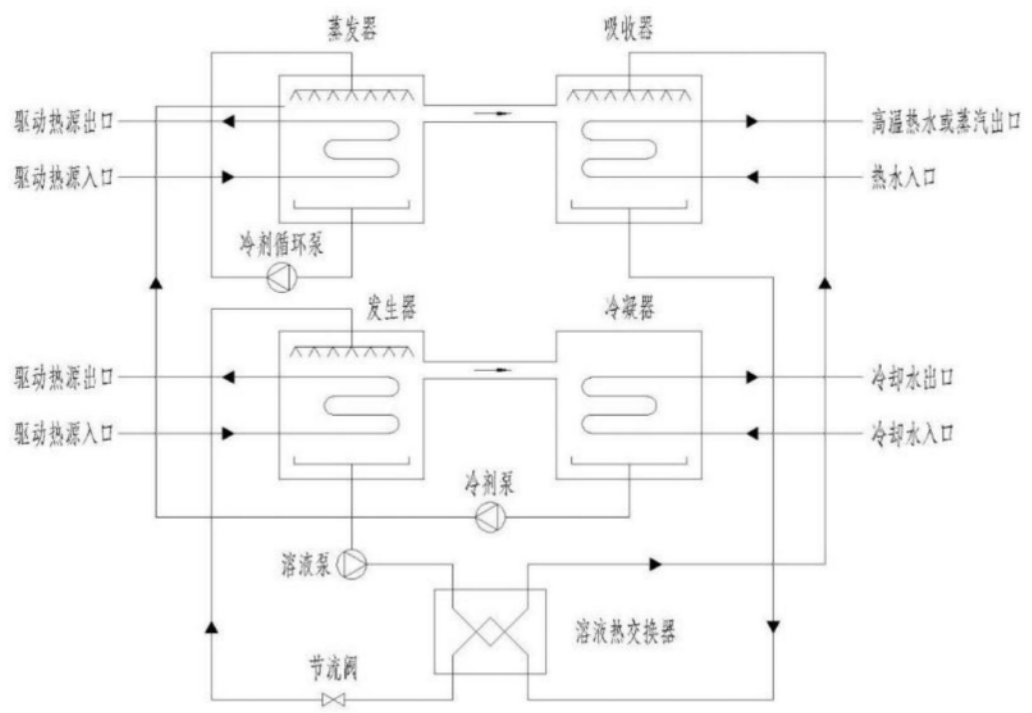 蒸发器
吸收器
驱动热源出口
高温热水或蒸汽出口
驱动热源入口
热水入口
冷剂循环泵
发生器
冷凝器
驱动热源出口
冷却水出口
驱动热源入口
冷却水入口
冷剂泵
溶液泵
溶液热交换器
节流阀